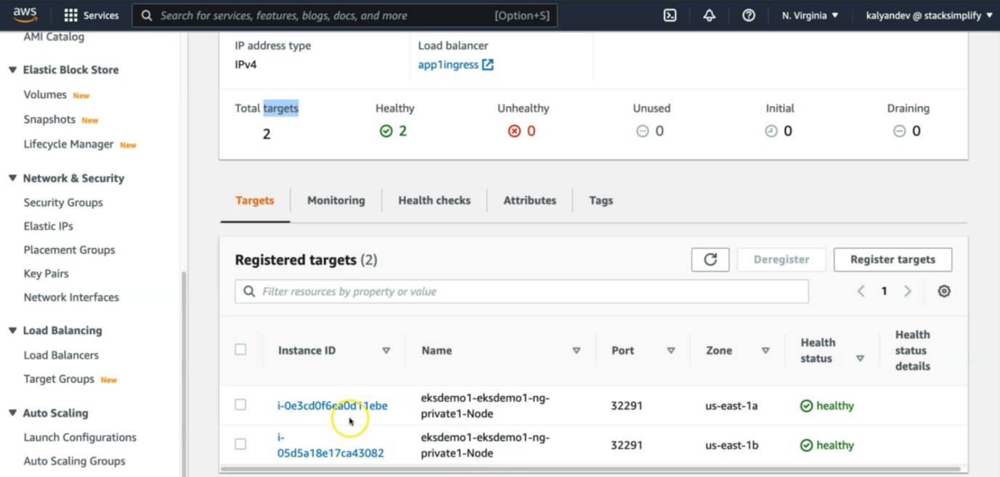 aws
Services
Search for services, features, blogs, docs, and more
[Option+S]
N. Virginia
kalyandev @ stacksimplify
AMI Catalog
Elastic Block Store
Volumes New
Snapshots New
Lifecycle Manager New
Network & Security
Security Groups
Elastic IPs
Placement Groups
Key Pairs
Network Interfaces
Load Balancing
Load Balancers
Target Groups New
Auto Scaling
Launch Configurations
Auto Scaling Groups
IP address type
IPv4
Load balancer
app1ingress
Total targets
2
Healthy
2
Unhealthy
0
Unused
0
Initial
0
Draining
0
Targets
Monitoring
Health checks
Attributes
Tags
Registered targets (2)
Deregister
Register targets
Filter resources by property or value
1
Instance ID
Name
Port
Zone
Health
status
Health
status
details
i-0e3cd0f6ea0d11ebe
eksdemo1-eksdemo1-ng-
private1-Node
32291
us-east-1a
healthy
i-
05d5a18e17ca43082
eksdemo1-eksdemo1-ng-
private1-Node
32291
us-east-1b
healthy